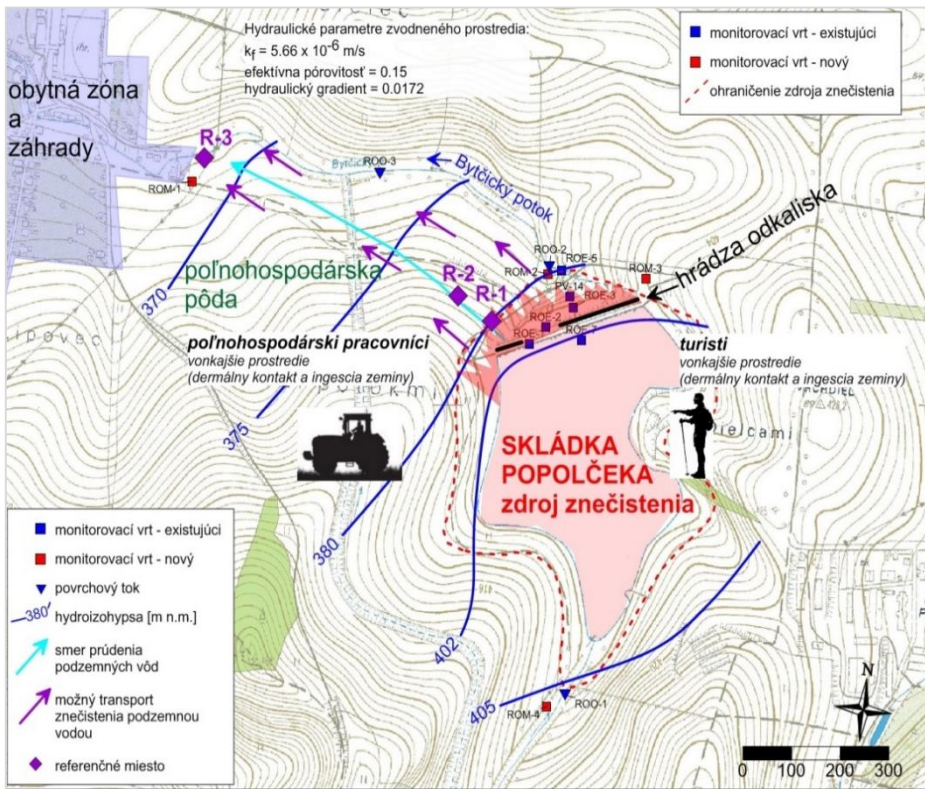 Hydraulické parametre zvodneného prostredia:
k_f = 5.66 x 10^-6 m/s
efektívna pórovitosť = 0.15
hydraulický gradient = 0.0172
monitorovací vrt - existujúci
monitorovací vrt - nový
ohraničenie zdroja znečistenia
ihr.
obytná zóna
a
záhrady
R-3
ROM-1
ROO-3
Bytčický potok
hrádza odkaliska
ROO-2
ROE-5
ROM-2
ROM-3
PV-14
ROE-3
ROE-2
R-2
R-1
poľnohospodárska
pôda
370
poľnohospodárski pracovníci
vonkajšie prostredie
(dermálny kontakt a ingescia zeminy)
turisti
vonkajšie prostredie
(dermálny kontakt a ingescia zeminy)
375
SKLÁDKA
POPOLČEKA
zdroj znečistenia
380
402
405
416
ROO-1
ROM-4
monitorovací vrt - existujúci
monitorovací vrt - nový
povrchový tok
380
hydroizohypsa [m n.m.]
smer prúdenia
podzemných vôd
možný transport
znečistenia podzemnou
vodou
referenčné miesto
N
0 100 200 300